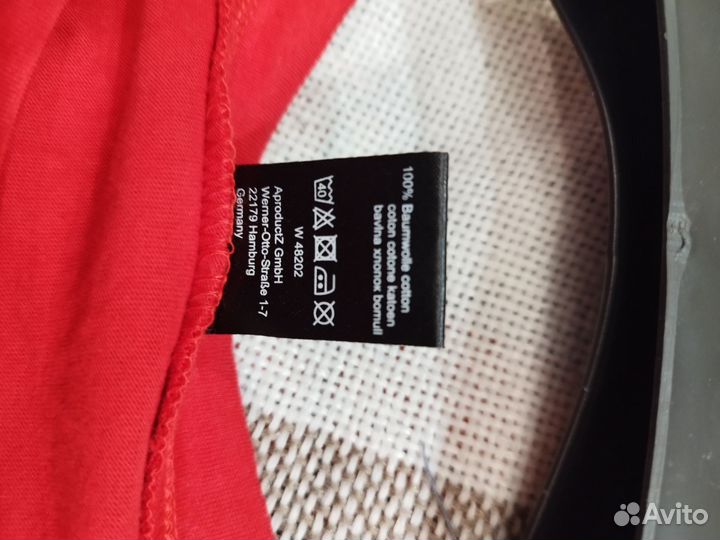 100% Baumwolle cotton
coton cotone katoen
bavlna хлопок bomull
40
W 48202
AproductZ GmbH
Werner-Otto-Straße 1-7
22179 Hamburg
Germany
Avito